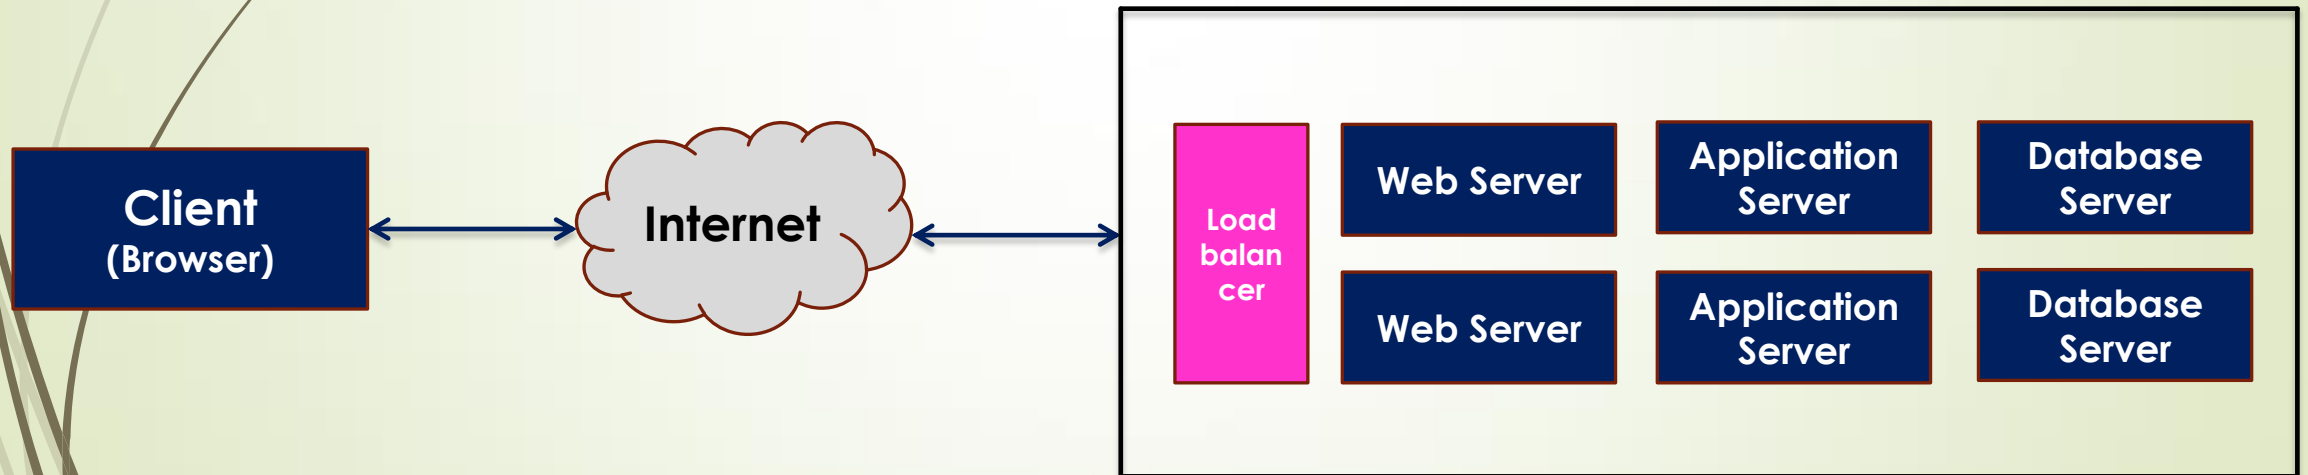 Client
(Browser)
Internet
Load
balan
cer
Web Server
Application
Server
Database
Server
Web Server
Application
Server
Database
Server